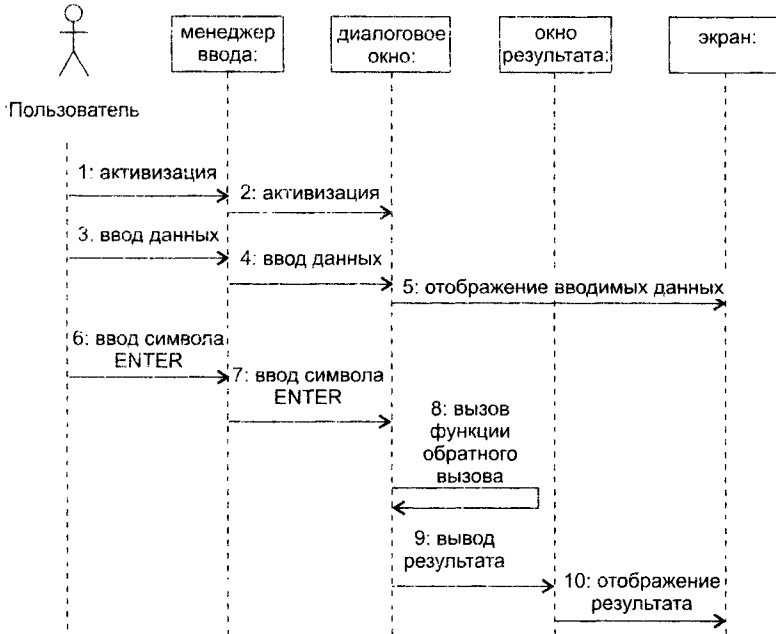 менеджер
ввода:
диалоговое
окно:
окно
результата:
экран:
Пользователь
1: активизация
2: активизация
3. ввод данных
4: ввод данных
5: отображение вводимых данных
6: ввод символа
ENTER
7: ввод символа
ENTER
8: вызов
функции
обратного
вызова
9: вывод
результата
10: отображение
результата